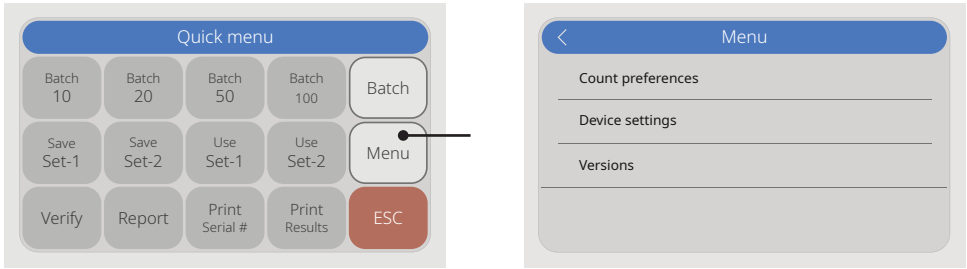 Quick menu
Batch
10
Batch
20
Batch
50
Batch
100
Batch
Save
Set-1
Save
Set-2
Use
Set-1
Use
Set-2
Menu
Verify
Report
Print
Serial #
Print
Results
ESC
Menu
Count preferences
Device settings
Versions